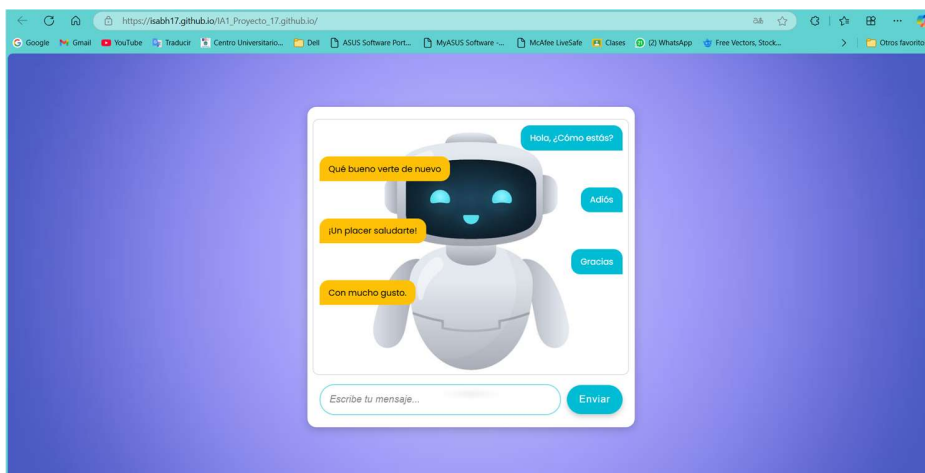 https://isabh17.github.io/IA1_Proyecto_17.github.io/
Google Gmail YouTube Traducir Centro Universitario... Dell ASUS Software Port... MyASUS Software -... McAfee LiveSafe Clases (2) WhatsApp Free Vectors, Stock... Otros favorito
Hola, ¿Cómo estás?
Qué bueno verte de nuevo
Adiós
¡Un placer saludarte!
Gracias
Con mucho gusto.
Escribe tu mensaje...
Enviar